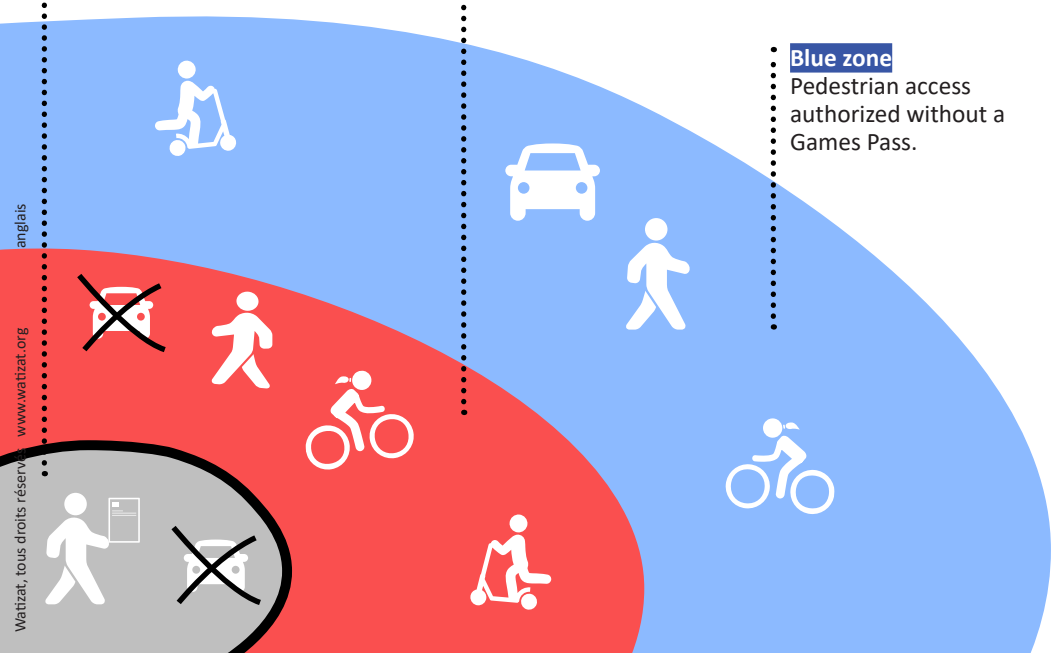 Blue zone
Pedestrian access
authorized without a
Games Pass.
Watizat, tous droits réservés www.watizat.org anglais